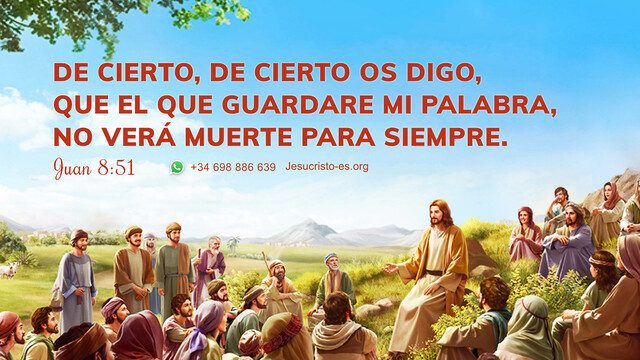 DE CIERTO, DE CIERTO OS DIGO,
QUE EL QUE GUARDARE MI PALABRA,
NO VERÁ MUERTE PARA SIEMPRE.
Juan 8:51 +34 698 886 639 Jesucristo-es.org